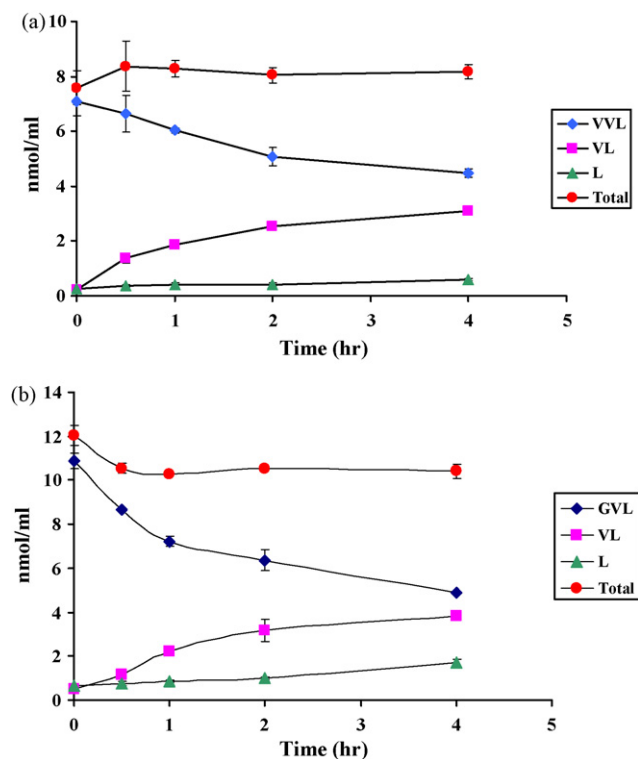 (a)
10
8
6
4
2
0
nmol/ml
0 1 2 3 4 5
Time (hr)
VVL
VL
L
Total
(b)
14
12
10
8
6
4
2
0
nmol/ml
0 1 2 3 4 5
Time (hr)
GVL
VL
L
Total